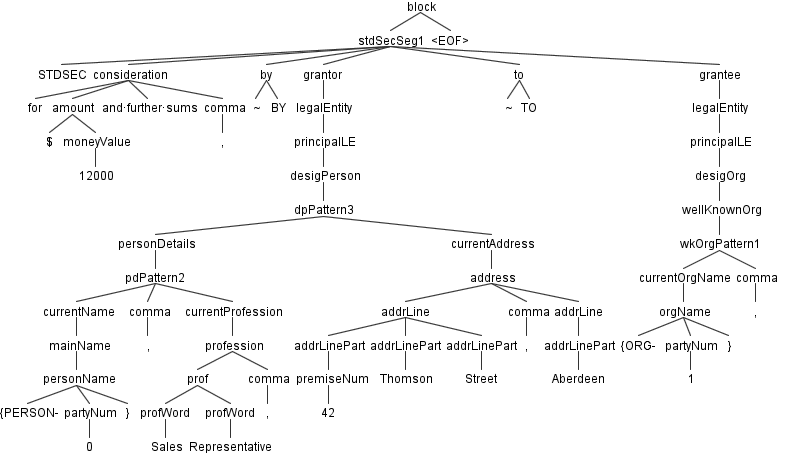 block
stdSecSeg1 <EOF>
STDSEC consideration by grantor to grantee
for amount and·further·sums comma ~ BY legalEntity ~ TO legalEntity
$ moneyValue , principalLE principalLE
12000 desigPerson desigOrg
dpPattern3 wellKnownOrg
personDetails currentAddress wkOrgPattern1
pdPattern2 address currentOrgName comma
currentName comma currentProfession addrLine comma addrLine orgName ,
mainName , profession addrLinePart addrLinePart addrLinePart , addrLinePart {ORG- partyNum }
personName prof comma premiseNum Thomson Street Aberdeen 1
{PERSON- partyNum } profWord profWord , 42
0 Sales Representative